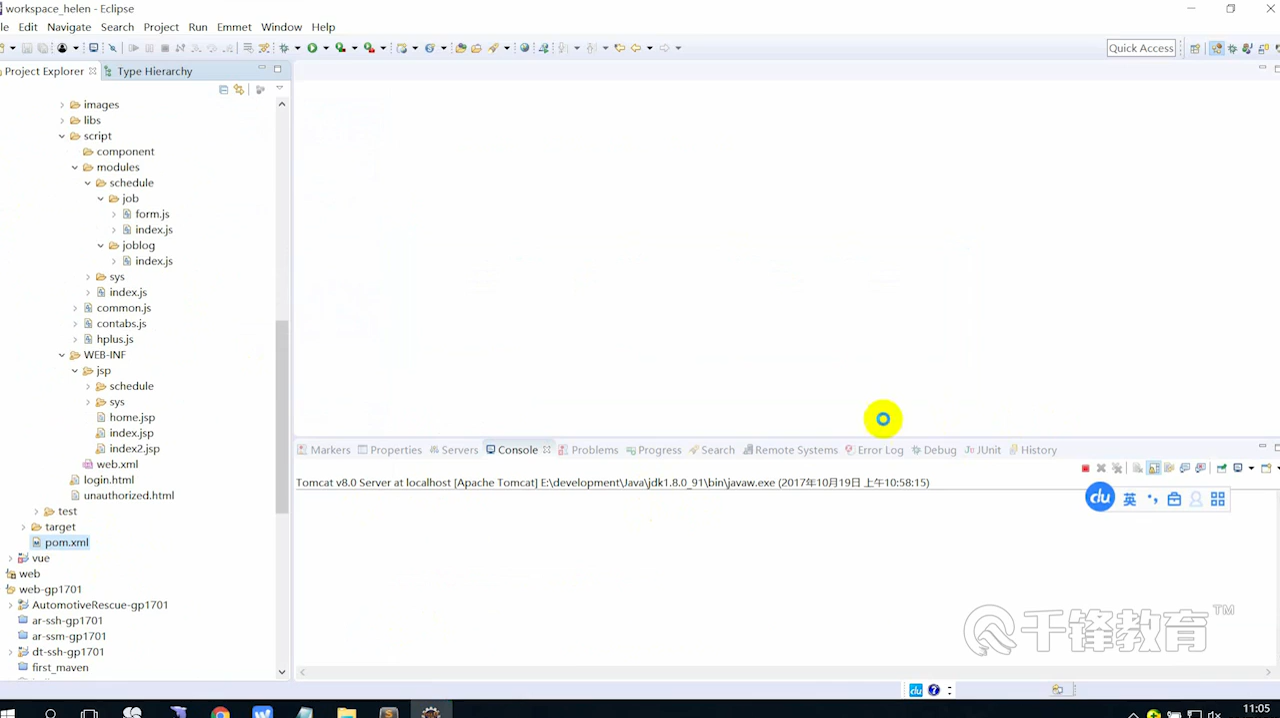 workspace_helen - Eclipse
le Edit Navigate Search Project Run Emmet Window Help
Quick Access
Project Explorer Type Hierarchy
images
libs
script
component
modules
schedule
job
form.js
index.js
joblog
index.js
sys
index.js
common.js
contabs.js
hplus.js
WEB-INF
jsp
schedule
sys
home.jsp
index.jsp
index2.jsp
web.xml
login.html
unauthorized.html
test
target
pom.xml
vue
web
web-gp1701
AutomotiveRescue-gp1701
ar-ssh-gp1701
ar-ssm-gp1701
dt-ssh-gp1701
first_maven
Markers Properties Servers Console Problems Progress Search Remote Systems Error Log Debug JUnit History
Tomcat v8.0 Server at localhost [Apache Tomcat] E:\development\Java\jdk1.8.0_91\bin\javaw.exe (2017年10月19日 上午10:58:15)
du 英
千锋教育 TM
du
11:05